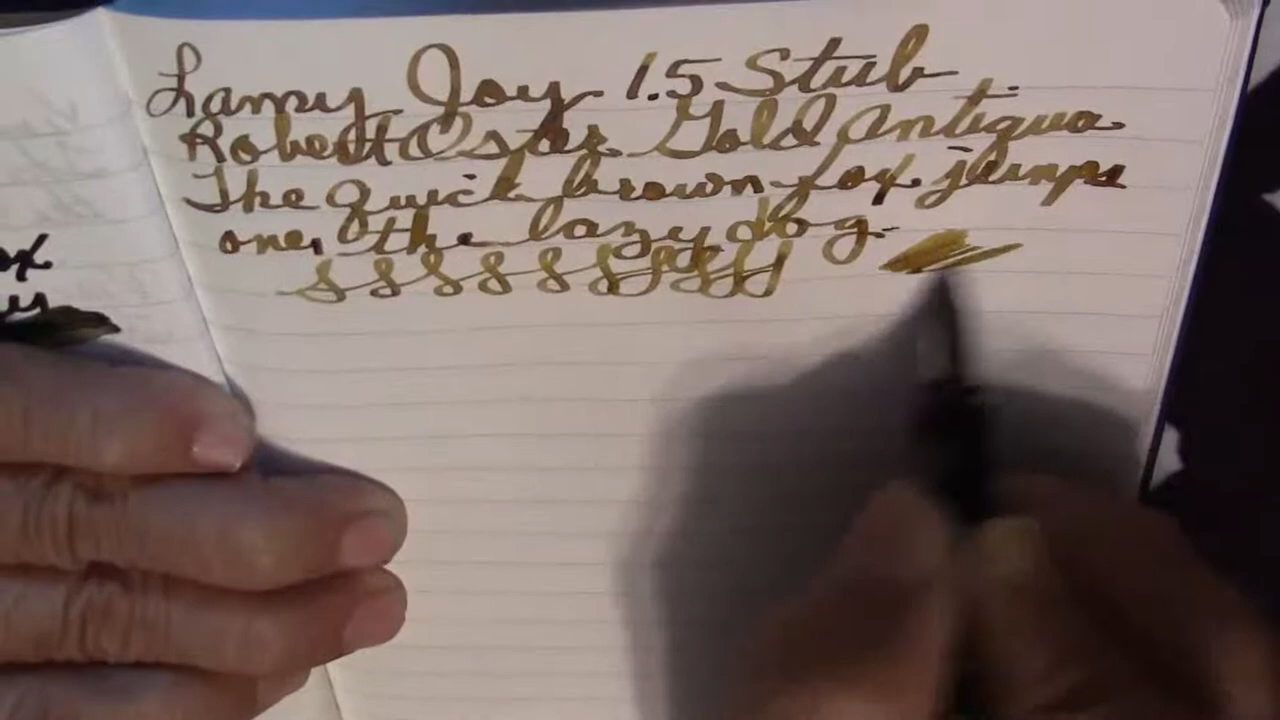 Lamy Joy 1.5 Stub
Robert Oster Gold Antiqua
The quick brown fox jumps
over the lazy dog.